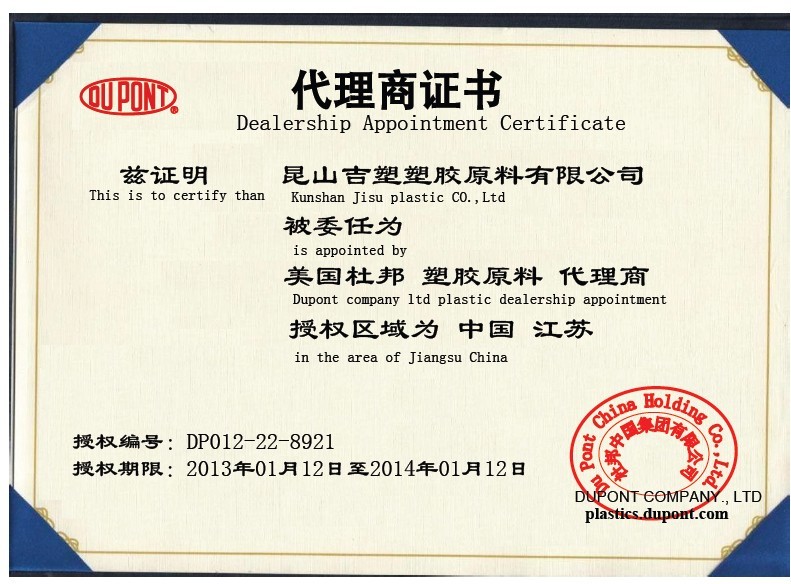 DU PONT®
代理商证书
Dealership Appointment Certificate
兹证明 昆山吉塑塑胶原料有限公司
This is to certify than Kunshan Jisu plastic CO.,Ltd
被委任为
is appointed by
美国杜邦 塑胶原料 代理商
Dupont company ltd plastic dealership appointment
授权区域为 中国 江苏
in the area of Jiangsu China
授权编号: DP012-22-8921
授权期限: 2013年01月12日至2014年01月12日
Du Pont China Holding Co.,Ltd.
杜邦中国集团有限公司
DUPONT COMPANY., LTD
plastics.dupont.com